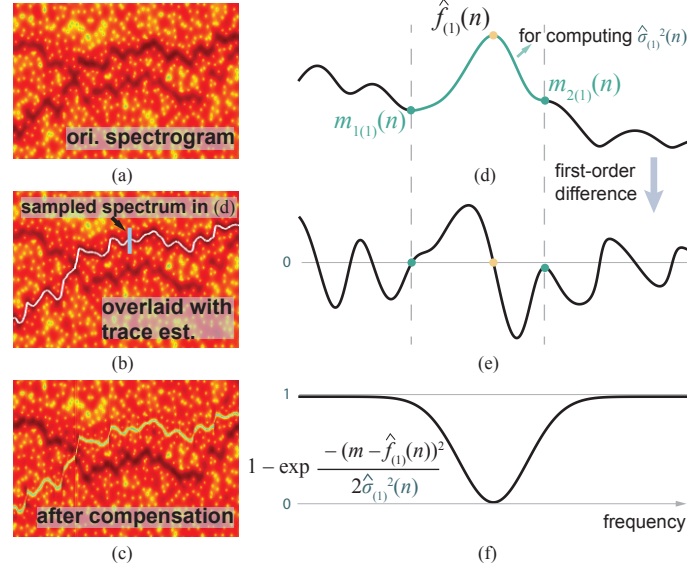 ori. spectrogram
(a)
sampled spectrum in (d)
overlaid with
trace est.
(b)
after compensation
(c)
f̂₍₁₎(n)
for computing σ̂₍₁₎²(n)
m₁₍₁₎(n)
m₂₍₁₎(n)
(d)
first-order
difference
0
(e)
1
1 − exp −(m −f̂₍₁₎(n))² / 2σ̂₍₁₎²(n)
0
frequency
(f)